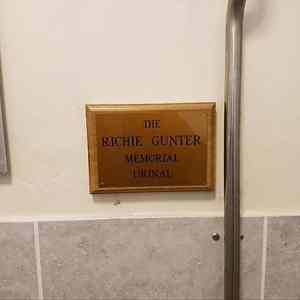 THE
RICHIE GUNTER
MEMORIAL
URINAL